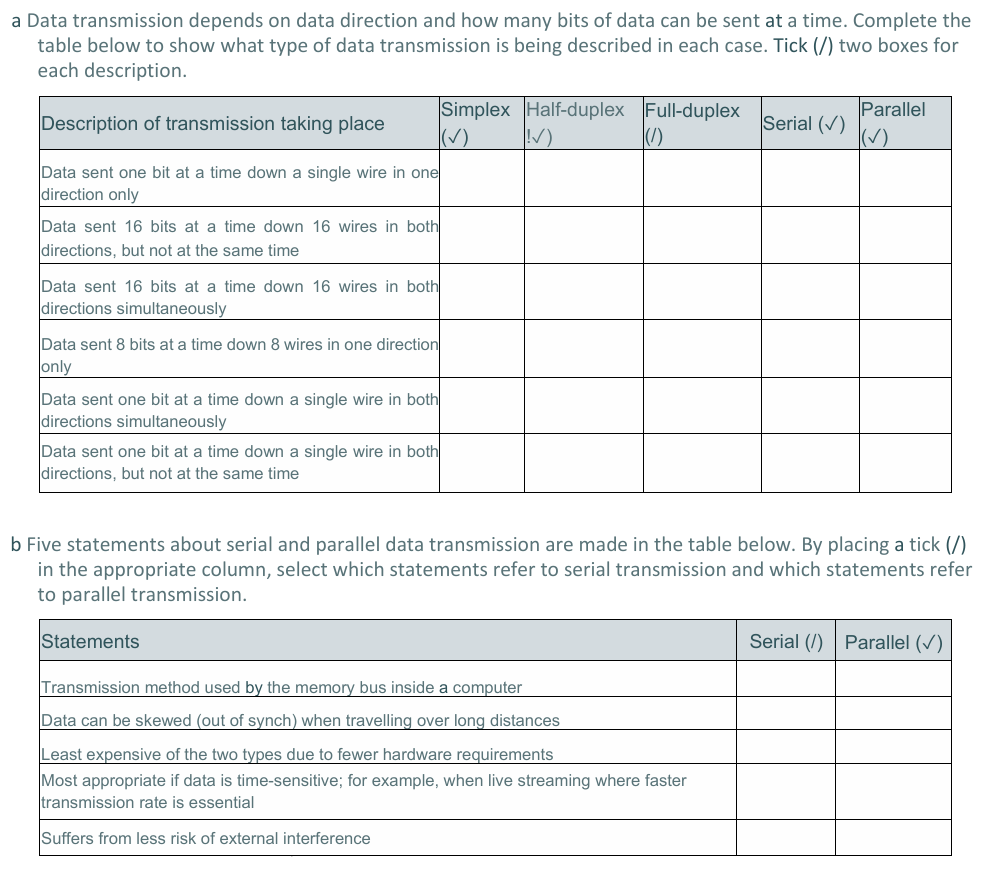 a Data transmission depends on data direction and how many bits of data can be sent at a time. Complete the
table below to show what type of data transmission is being described in each case. Tick (/) two boxes for
each description.
Description of transmission taking place
Simplex
(✓)
Half-duplex
!✓)
Full-duplex
(/)
Serial (✓)
Parallel
(✓)
Data sent one bit at a time down a single wire in one
direction only
Data sent 16 bits at a time down 16 wires in both
directions, but not at the same time
Data sent 16 bits at a time down 16 wires in both
directions simultaneously
Data sent 8 bits at a time down 8 wires in one direction
only
Data sent one bit at a time down a single wire in both
directions simultaneously
Data sent one bit at a time down a single wire in both
directions, but not at the same time
b Five statements about serial and parallel data transmission are made in the table below. By placing a tick (/)
in the appropriate column, select which statements refer to serial transmission and which statements refer
to parallel transmission.
Statements
Serial (/)
Parallel (✓)
Transmission method used by the memory bus inside a computer
Data can be skewed (out of synch) when travelling over long distances
Least expensive of the two types due to fewer hardware requirements
Most appropriate if data is time-sensitive; for example, when live streaming where faster
transmission rate is essential
Suffers from less risk of external interference